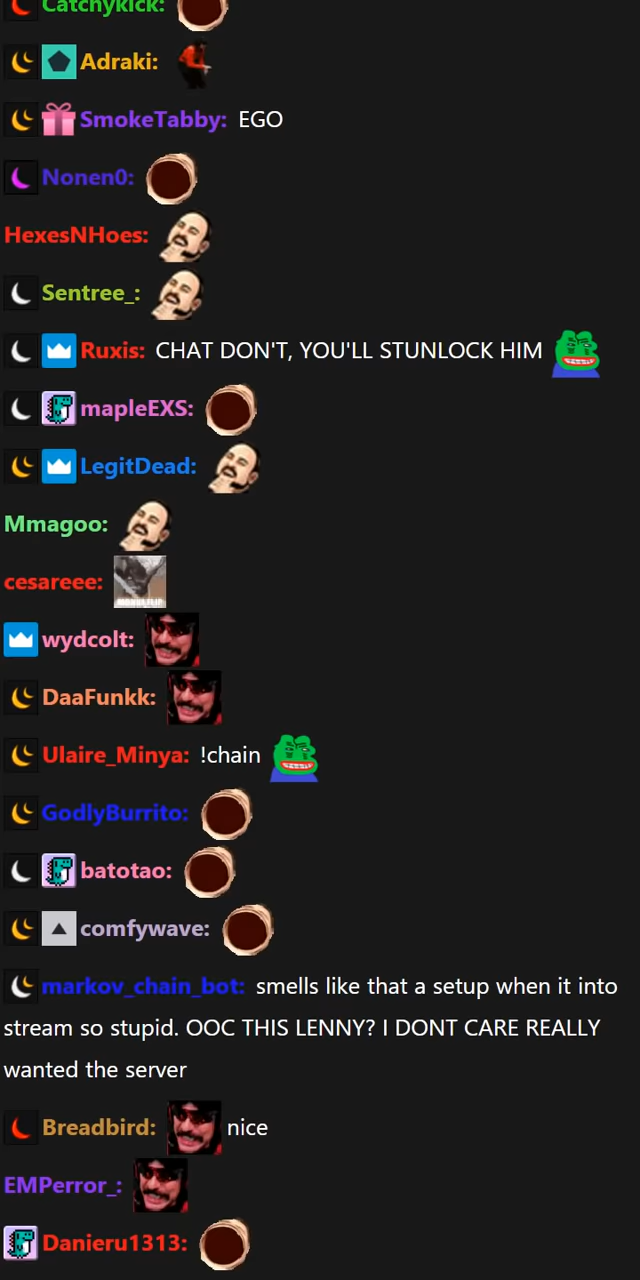 Catchykick:
Adraki:
SmokeTabby: EGO
Nonen0:
HexesNHoes:
Sentree_:
Ruxis: CHAT DON'T, YOU'LL STUNLOCK HIM
mapleEXS:
LegitDead:
Mmagoo:
cesareee:
wydcolt:
DaaFunkk:
Ulaire_Minya: !chain
GodlyBurrito:
batotao:
comfywave:
markov_chain_bot: smells like that a setup when it into
stream so stupid. OOC THIS LENNY? I DONT CARE REALLY
wanted the server
Breadbird: nice
EMPerror_:
Danieru1313: